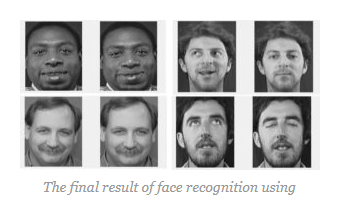 The final result of face recognition using